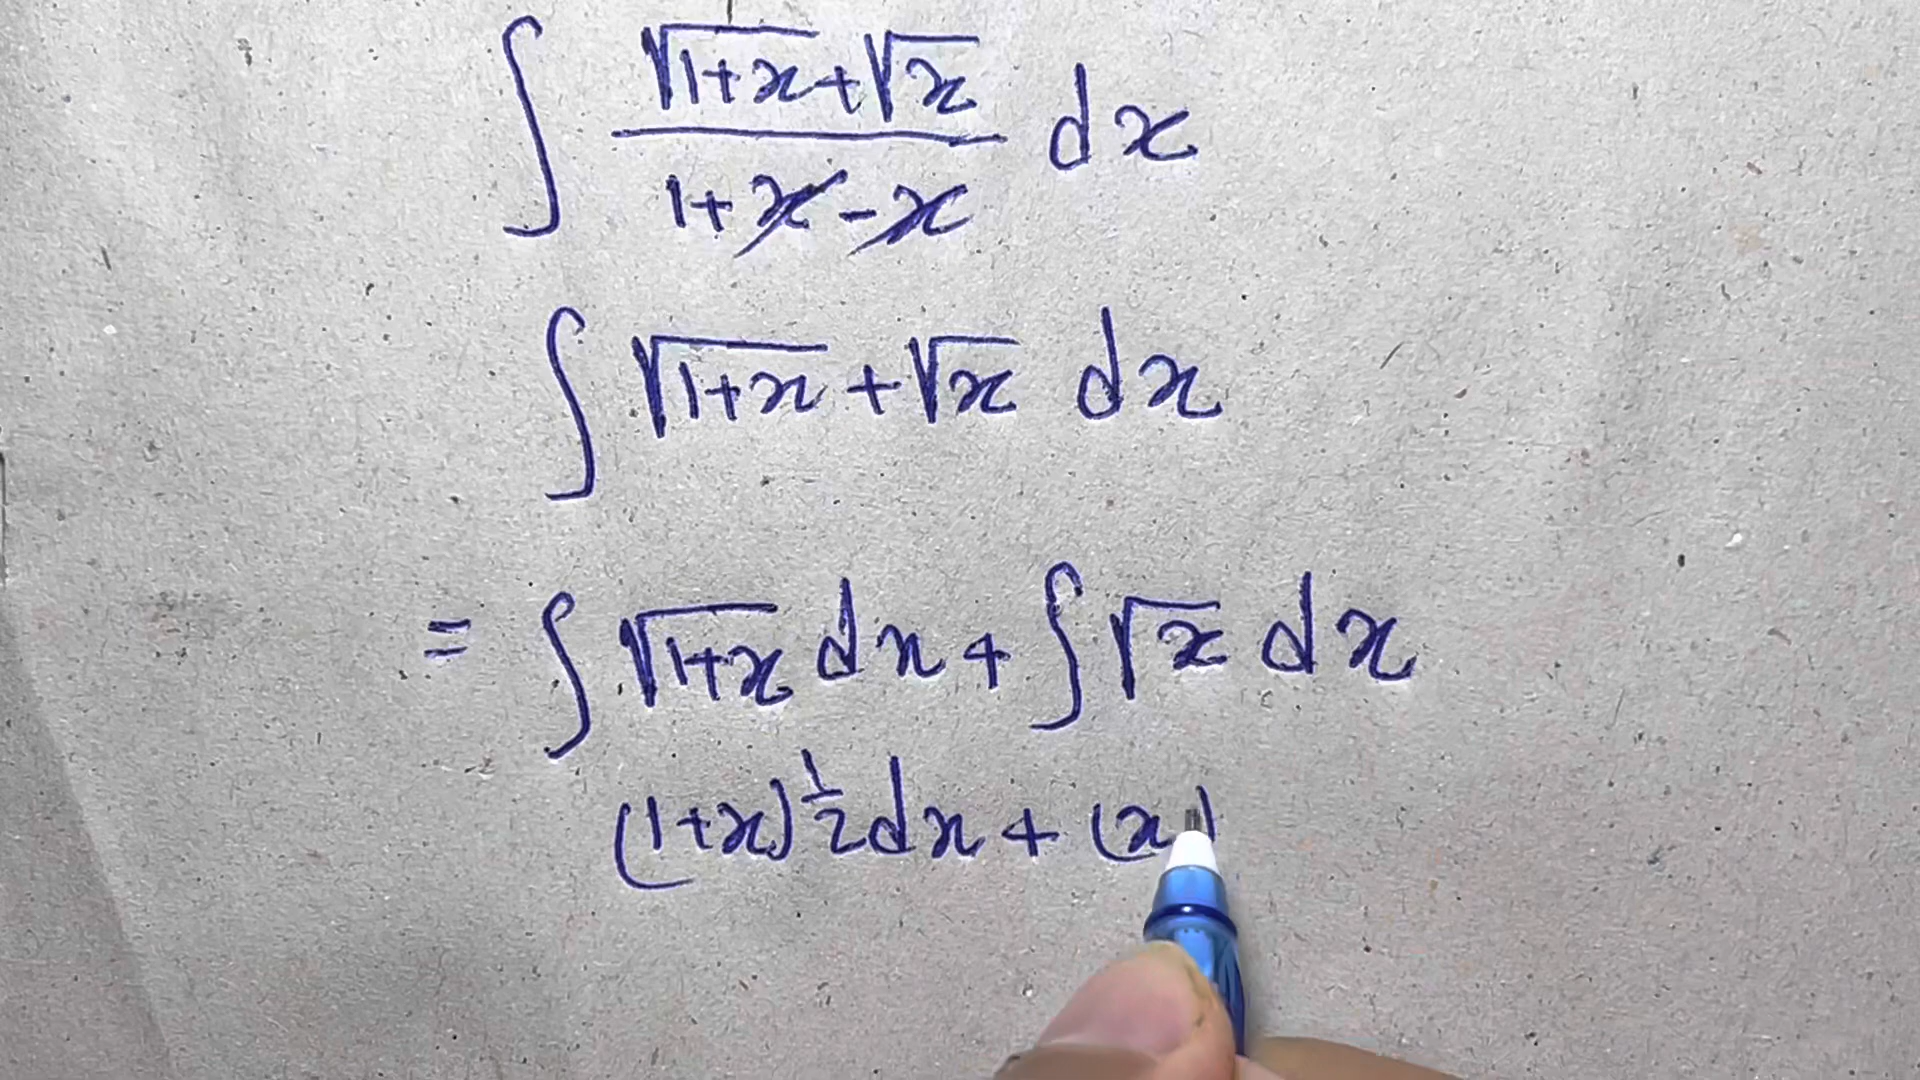 ∫ (√(1+x) + √x) / (1+x-x) dx
∫ √(1+x) + √x dx
= ∫ √(1+x) dx + ∫ √x dx
(1+x)^(1/2) dx + (x)